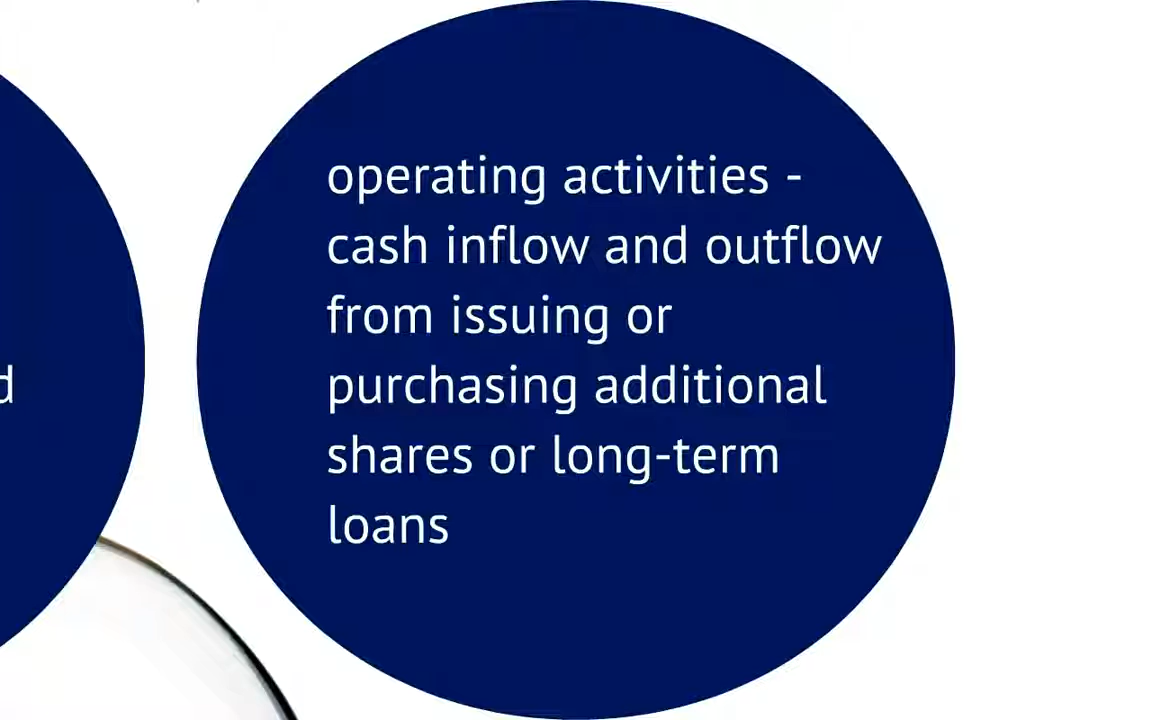 operating activities -
cash inflow and outflow
from issuing or
d
purchasing additional
shares or long-term
loans